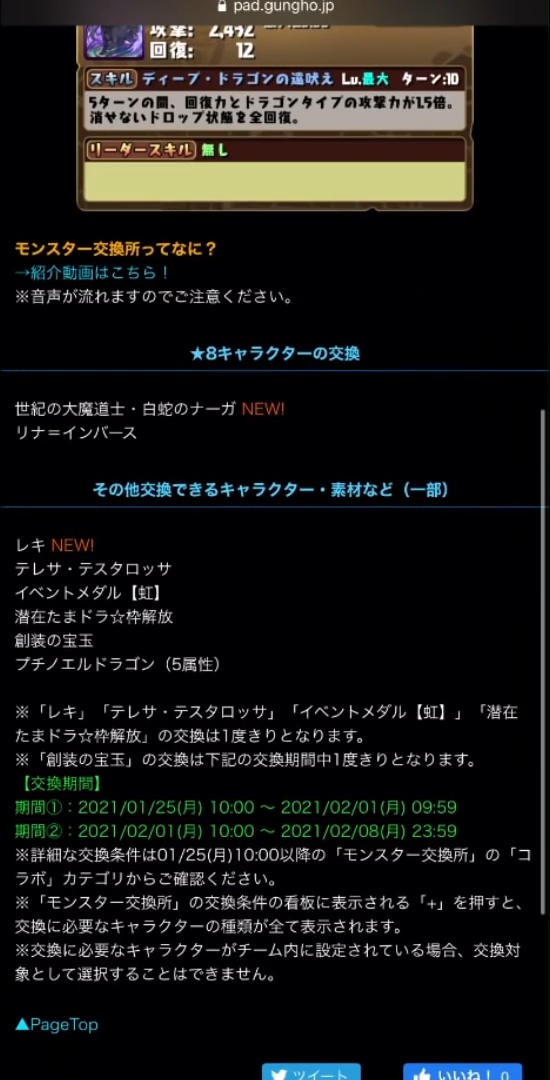 pad.gungho.jp
攻撃: 2,492
回復: 12
スキル ディープ・ドラゴンの遠吠え Lv.最大 ターン:10
5ターンの間、回復力とドラゴンタイプの攻撃力が1.5倍。
消せないドロップ状態を全回復。
リーダースキル 無し
モンスター交換所ってなに？
→紹介動画はこちら！
※音声が流れますのでご注意ください。
★8キャラクターの交換
世紀の大魔道士・白蛇のナーガ NEW!
リナ＝インバース
その他交換できるキャラクター・素材など（一部）
レキ NEW!
テレサ・テスタロッサ
イベントメダル【虹】
潜在たまドラ☆枠解放
創装の宝玉
プチノエルドラゴン（5属性）
※「レキ」「テレサ・テスタロッサ」「イベントメダル【虹】」「潜在
たまドラ☆枠解放」の交換は1度きりとなります。
※「創装の宝玉」の交換は下記の交換期間中1度きりとなります。
【交換期間】
期間①：2021/01/25(月) 10:00 ～ 2021/02/01(月) 09:59
期間②：2021/02/01(月) 10:00 ～ 2021/02/08(月) 23:59
※詳細な交換条件は01/25(月)10:00以降の「モンスター交換所」の「コ
ラボ」カテゴリからご確認ください。
※「モンスター交換所」の交換条件の看板に表示される「+」を押すと、
交換に必要なキャラクターの種類が全て表示されます。
※交換に必要なキャラクターがチーム内に設定されている場合、交換対
象として選択することはできません。
▲PageTop
ツイート
いいね！ 0